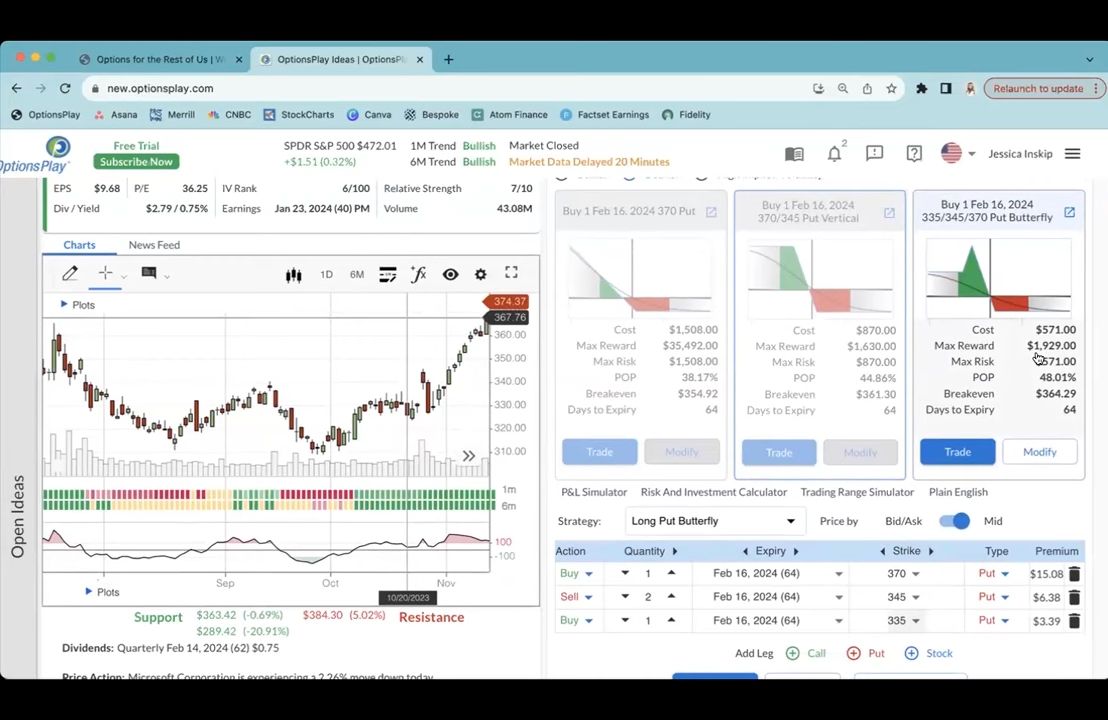 Options for the Rest of Us | W
OptionsPlay Ideas | OptionsPl
new.optionsplay.com
Relaunch to update
OptionsPlay
Asana
Merrill
CNBC
StockCharts
Canva
Bespoke
Atom Finance
Factset Earnings
Fidelity
OptionsPlay
Free Trial
Subscribe Now
SPDR S&P 500 $472.01
+$1.51 (0.32%)
1M Trend Bullish
6M Trend Bullish
Market Closed
Market Data Delayed 20 Minutes
2
Jessica Inskip
EPS $9.68
P/E 36.25
IV Rank 6/100
Relative Strength 7/10
Div / Yield $2.79 / 0.75%
Earnings Jan 23, 2024 (40) PM
Volume 43.08M
Charts
News Feed
1D
6M
Plots
374.37
367.76
360.00
350.00
340.00
330.00
320.00
310.00
1m
6m
100
-100
Sep
Oct
Nov
10/20/2023
Plots
Support
$363.42 (-0.69%)
$289.42 (-20.91%)
$384.30 (5.02%)
Resistance
Dividends: Quarterly Feb 14, 2024 (62) $0.75
Price Action: Microsoft Corporation is experiencing a 2.26% move down today
Open Ideas
Buy 1 Feb 16, 2024 370 Put
Cost $1,508.00
Max Reward $35,492.00
Max Risk $1,508.00
POP 38.17%
Breakeven $354.92
Days to Expiry 64
Trade
Modify
Buy 1 Feb 16, 2024
370/345 Put Vertical
Cost $870.00
Max Reward $1,630.00
Max Risk $870.00
POP 44.86%
Breakeven $361.30
Days to Expiry 64
Trade
Modify
Buy 1 Feb 16, 2024
335/345/370 Put Butterfly
Cost $571.00
Max Reward $1,929.00
Max Risk $571.00
POP 48.01%
Breakeven $364.29
Days to Expiry 64
Trade
Modify
P&L Simulator
Risk And Investment Calculator
Trading Range Simulator
Plain English
Strategy:
Long Put Butterfly
Price by
Bid/Ask
Mid
Action Quantity Expiry Strike Type Premium
Buy 1 Feb 16, 2024 (64) 370 Put $15.08
Sell 2 Feb 16, 2024 (64) 345 Put $6.38
Buy 1 Feb 16, 2024 (64) 335 Put $3.39
Add Leg
Call
Put
Stock